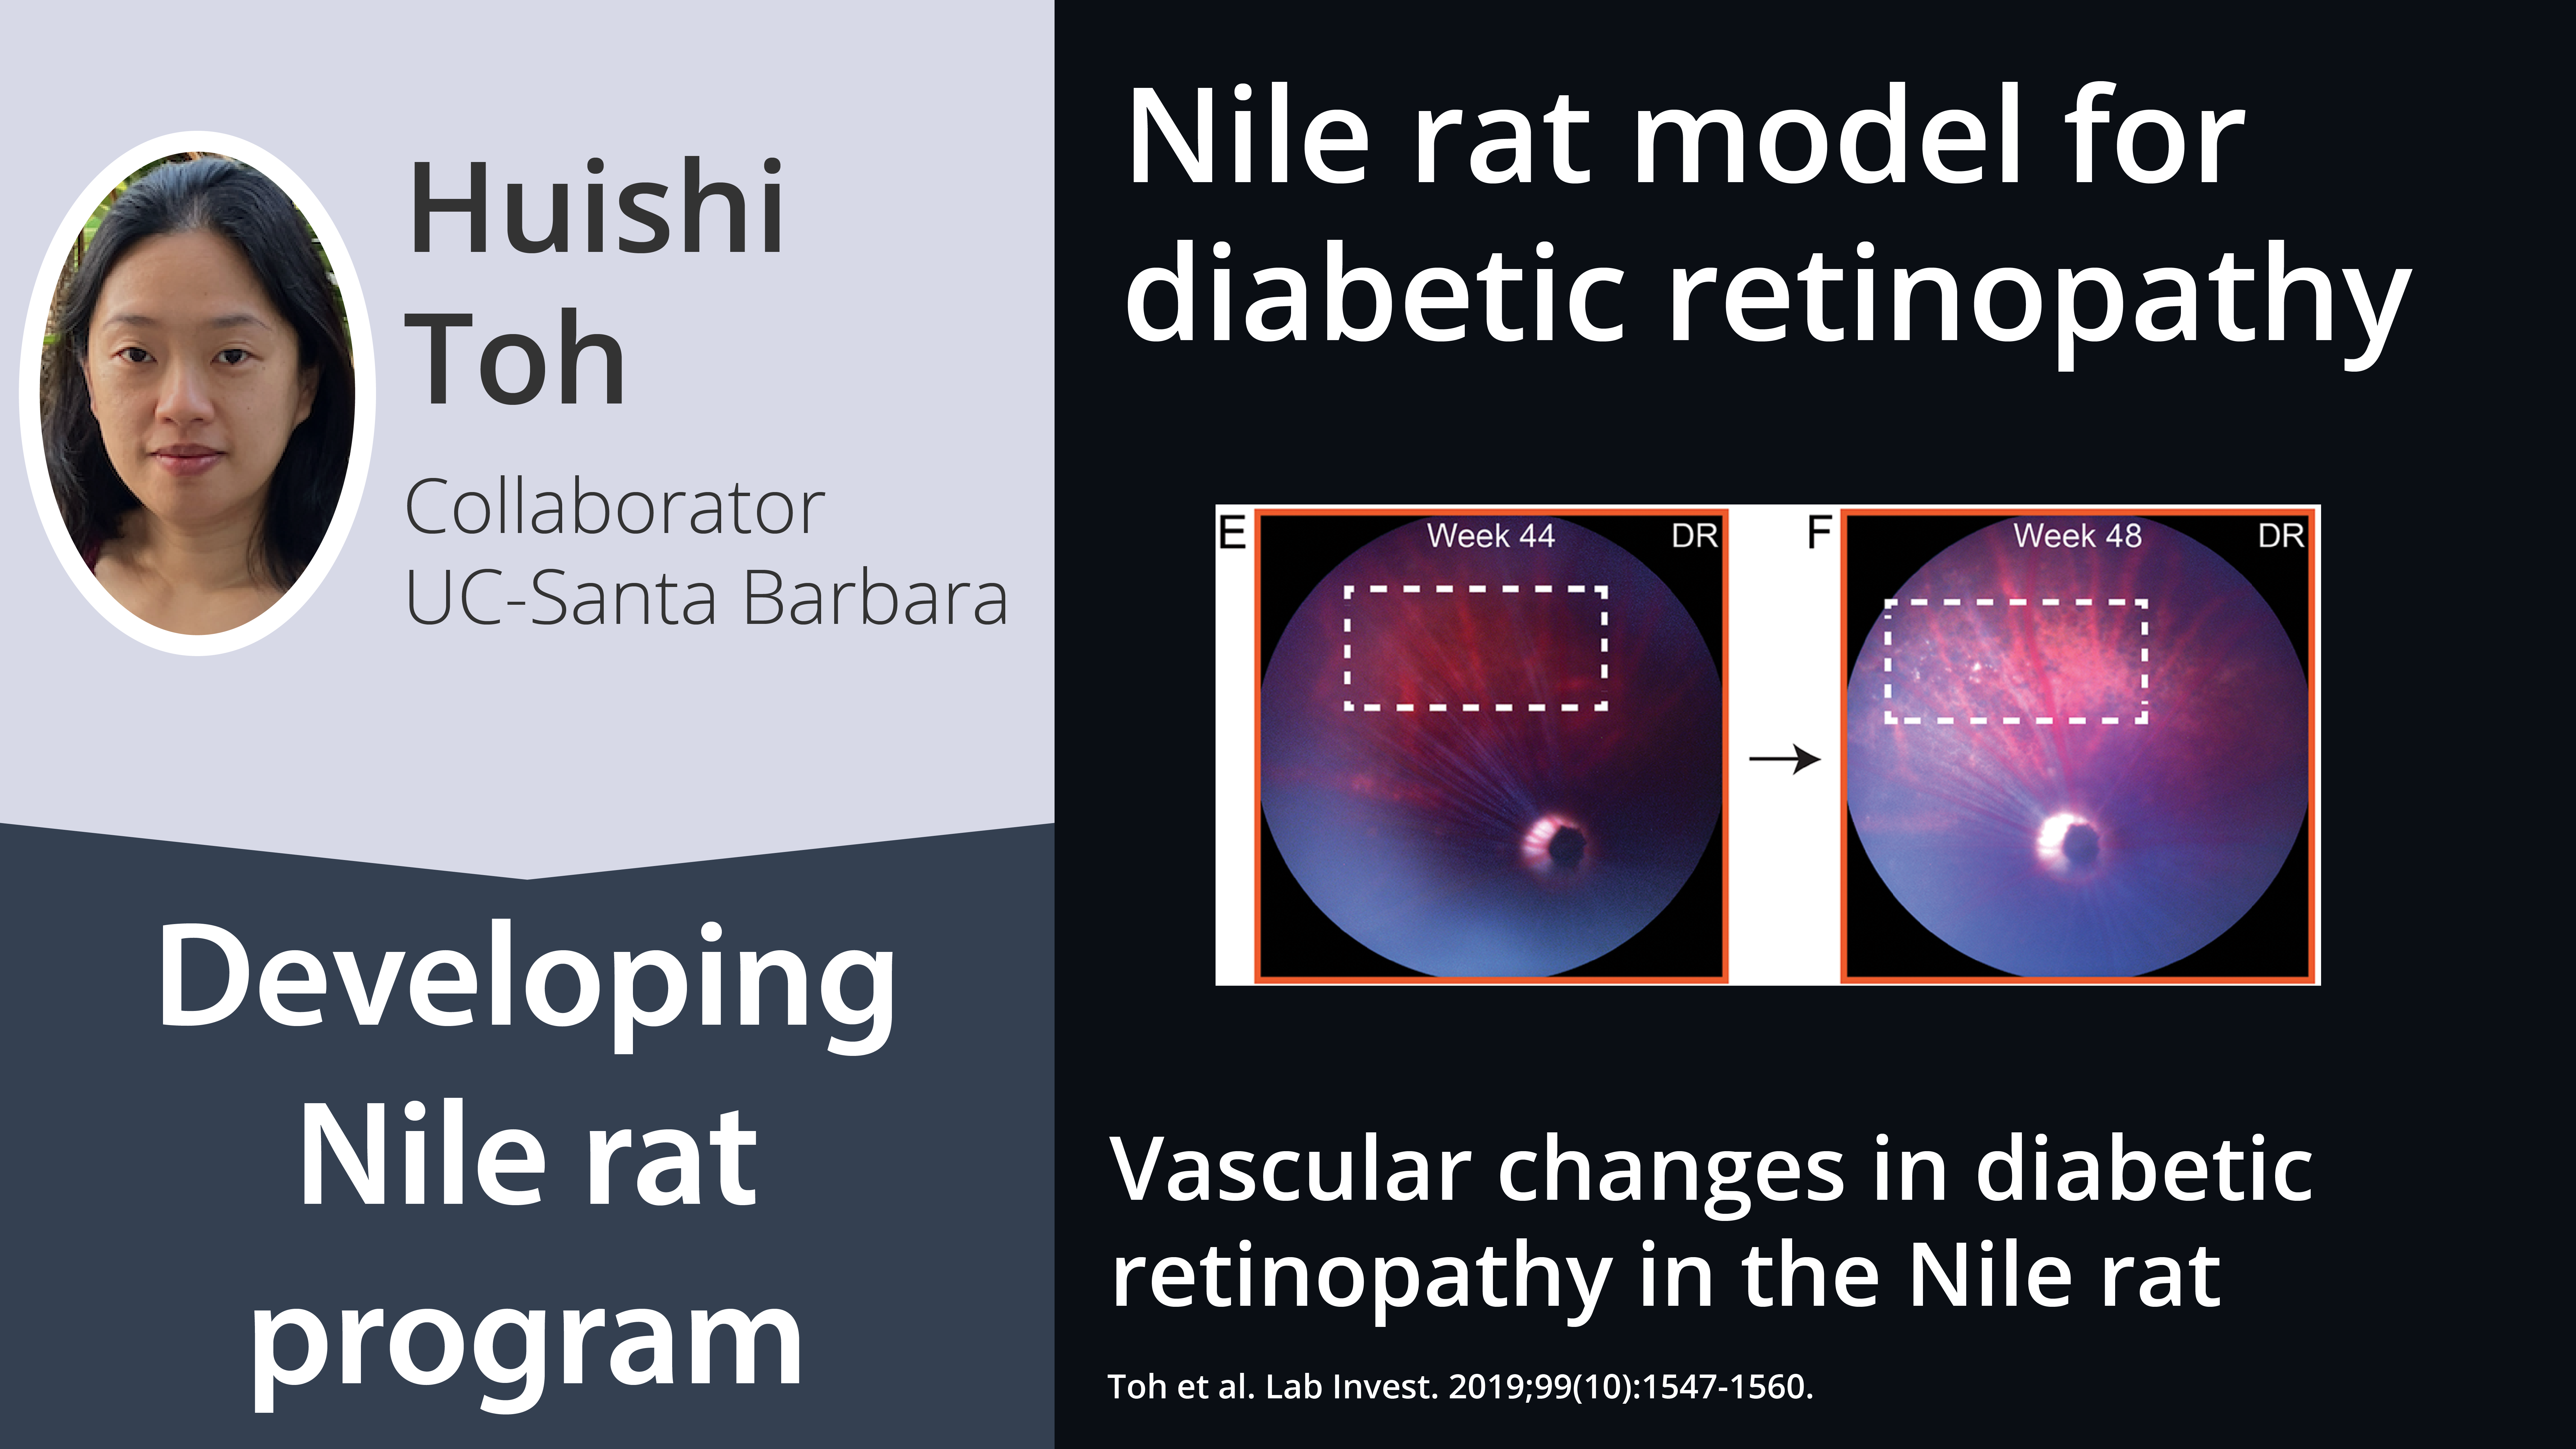 Huishi
Toh
Collaborator
UC-Santa Barbara
Developing
Nile rat
program
Nile rat model for
diabetic retinopathy
E
Week 44
DR
F
Week 48
DR
Vascular changes in diabetic
retinopathy in the Nile rat
Toh et al. Lab Invest. 2019;99(10):1547-1560.